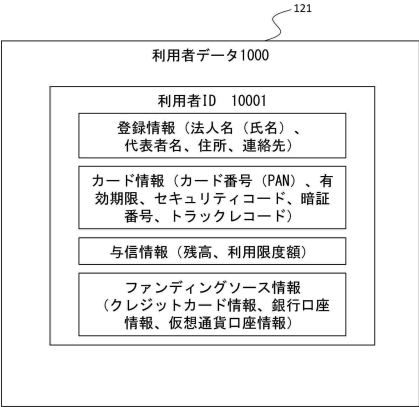 121
利用者データ1000
利用者ID 10001
登録情報（法人名（氏名）、
代表者名、住所、連絡先）
カード情報（カード番号（PAN）、有
効期限、セキュリティコード、暗証
番号、トラックレコード）
与信情報（残高、利用限度額）
ファンディングソース情報
（クレジットカード情報、銀行口座
情報、仮想通貨口座情報）